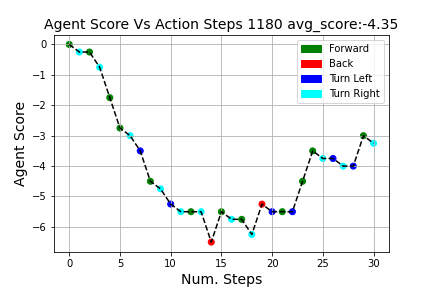 Agent Score Vs Action Steps 1180 avg_score:-4.35
Forward
Back
Turn Left
Turn Right
Agent Score
0
−1
−2
−3
−4
−5
−6
0 5 10 15 20 25 30
Num. Steps